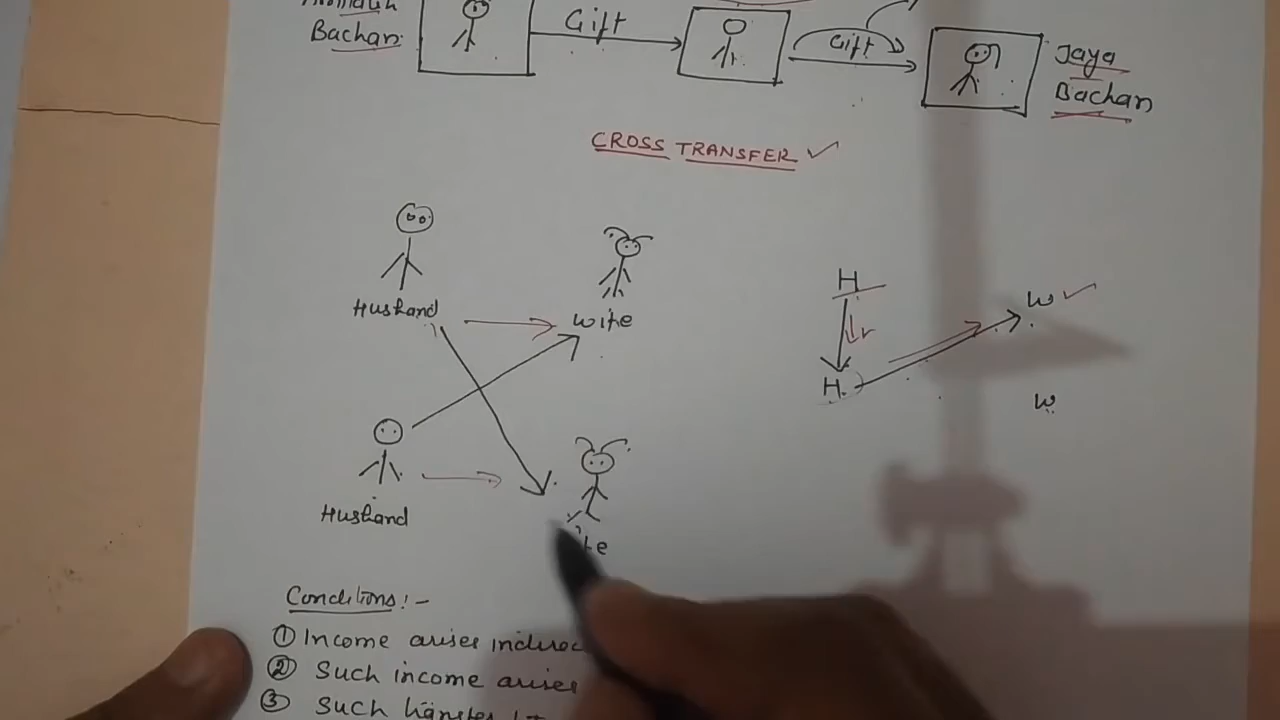 Bachan
Gift
Gift
Jaya
Bachan
CROSS TRANSFER
Husband
wife
H
W
H
W
Husband
Conditions:-
① Income arises
② Such income arises
③ Such